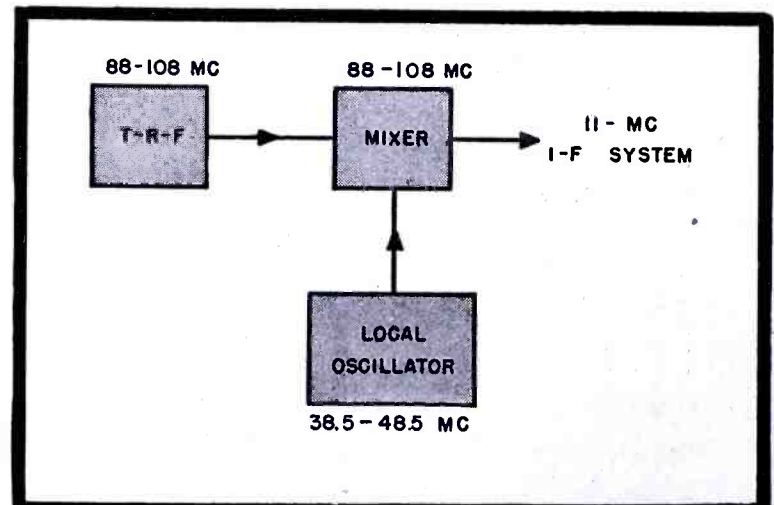 88-108 MC
88-108 MC
T-R-F
MIXER
11-MC
I-F SYSTEM
LOCAL
OSCILLATOR
38.5-48.5 MC